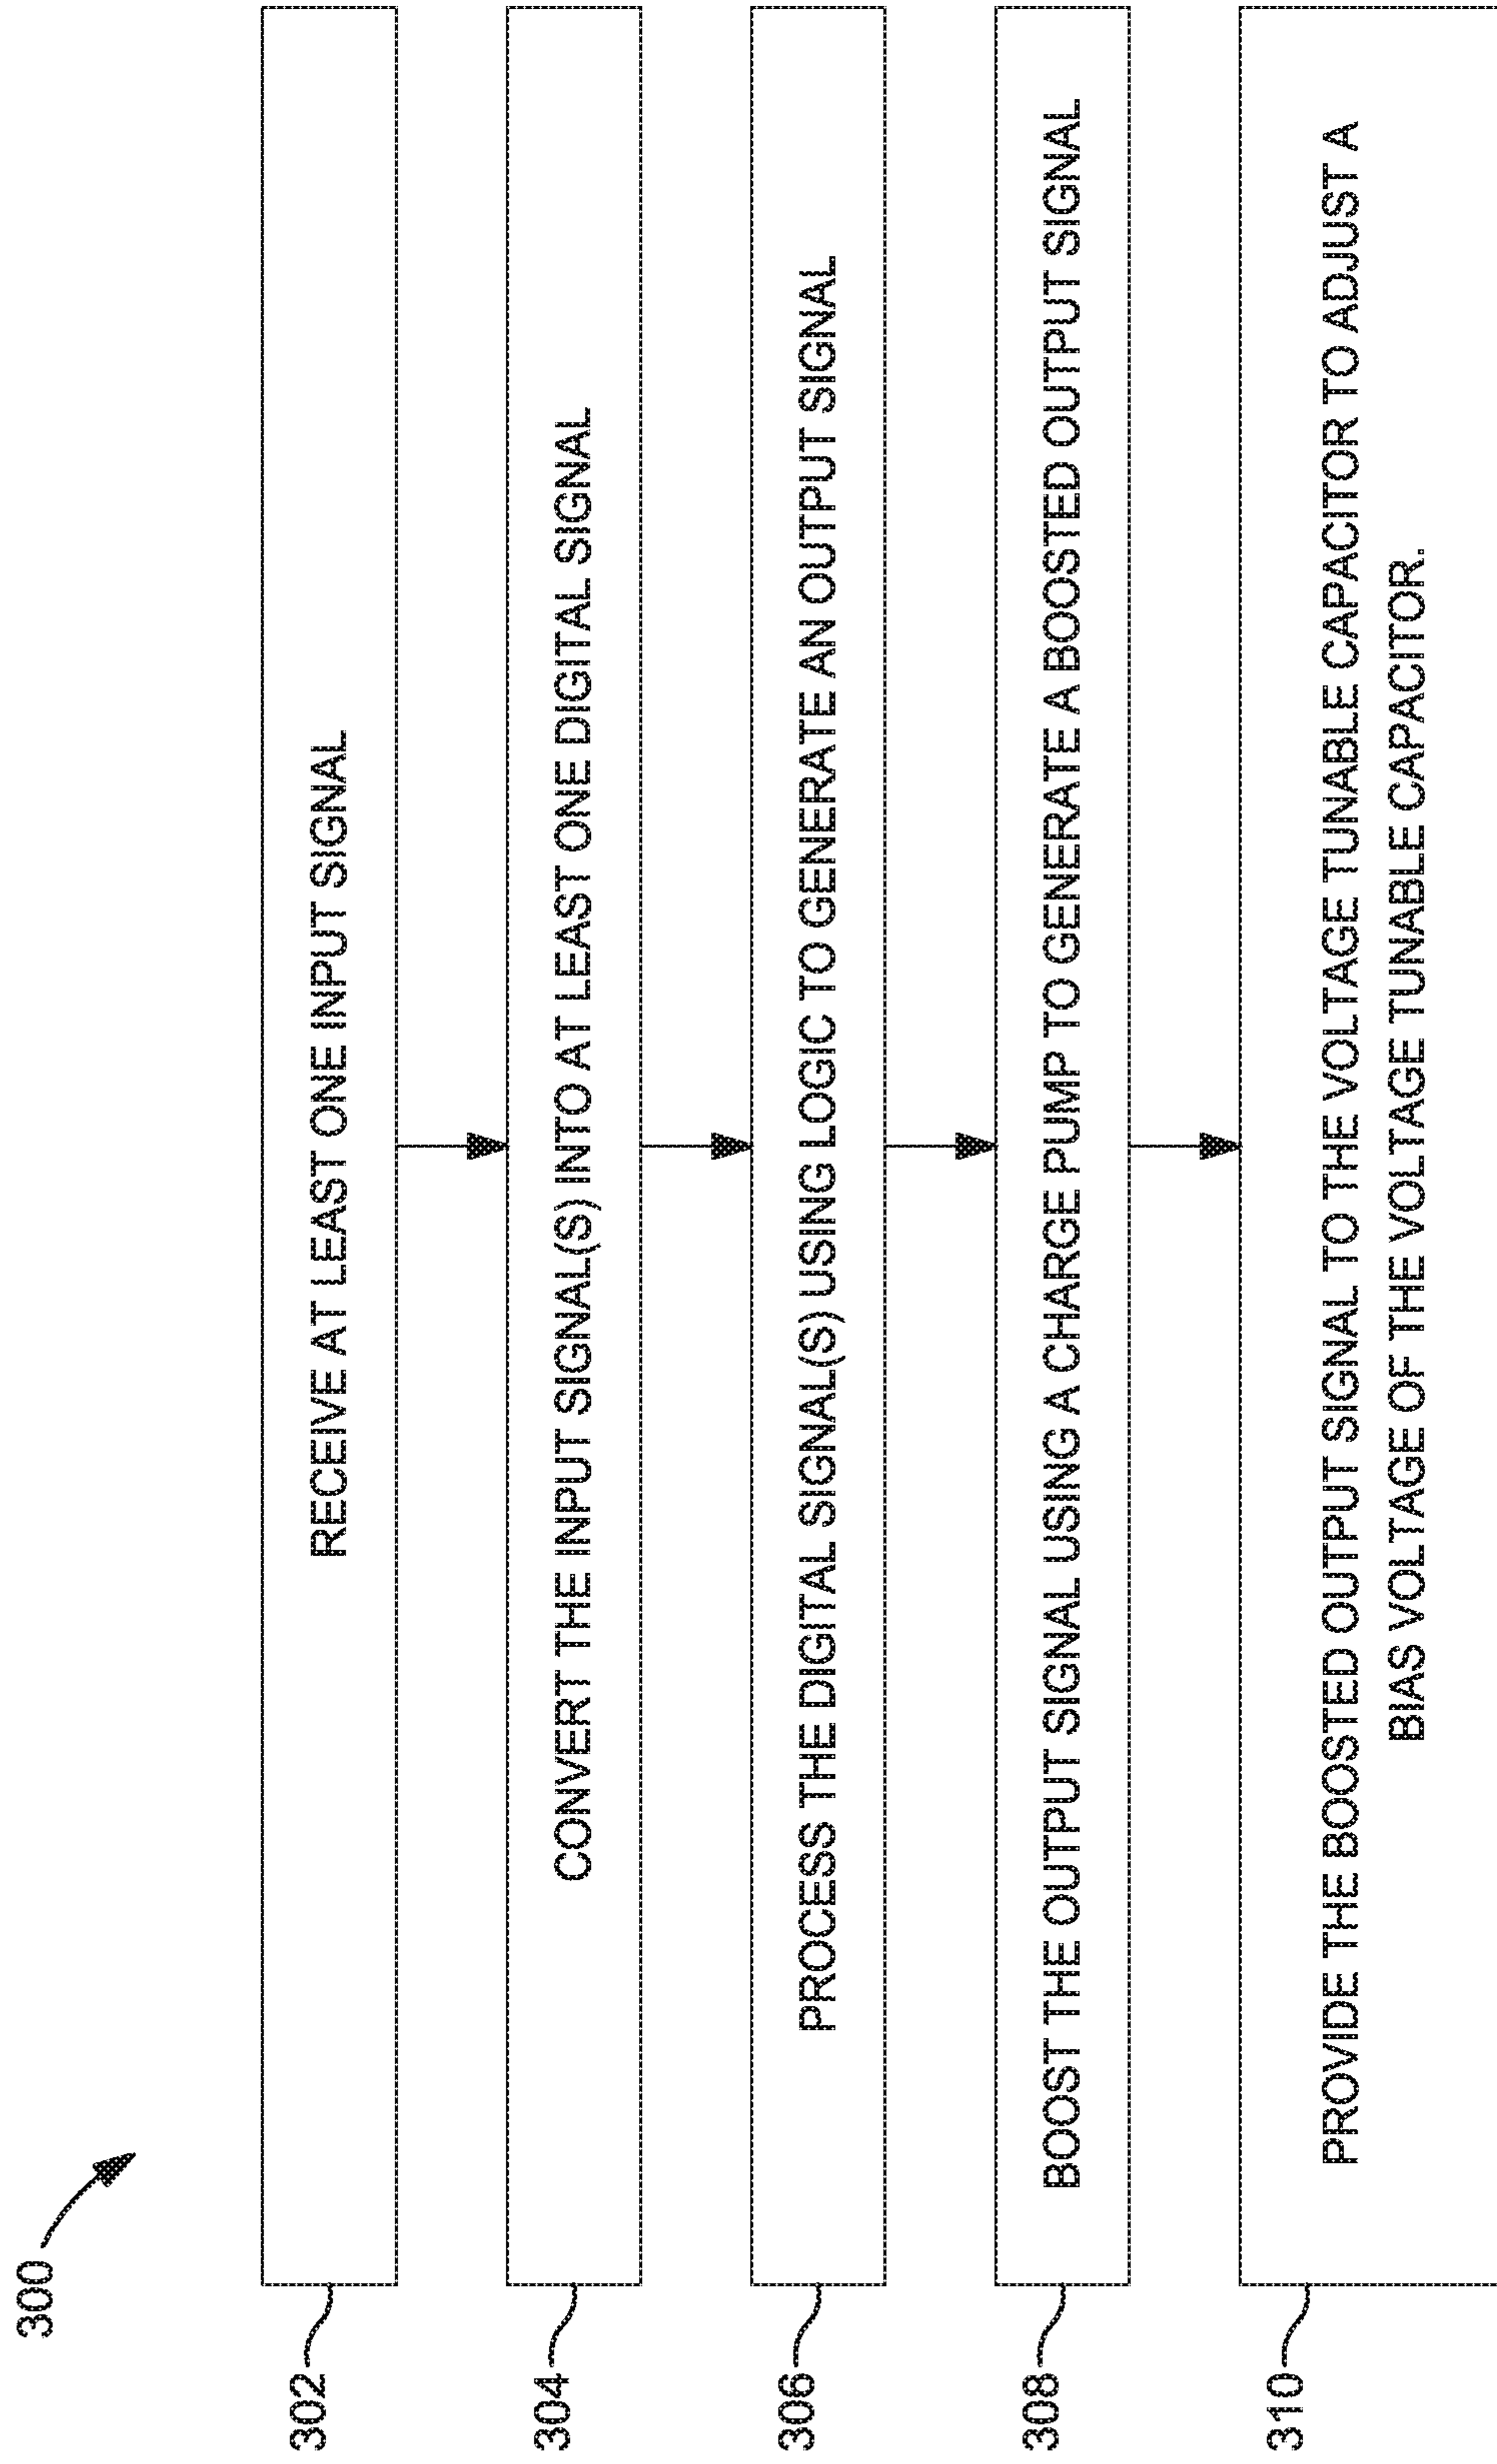 300
302
RECEIVE AT LEAST ONE INPUT SIGNAL
304
CONVERT THE INPUT SIGNAL(S) INTO AT LEAST ONE DIGITAL SIGNAL
306
PROCESS THE DIGITAL SIGNAL(S) USING LOGIC TO GENERATE AN OUTPUT SIGNAL
308
BOOST THE OUTPUT SIGNAL USING A CHARGE PUMP TO GENERATE A BOOSTED OUTPUT SIGNAL
310
PROVIDE THE BOOSTED OUTPUT SIGNAL TO THE VOLTAGE TUNABLE CAPACITOR TO ADJUST A
BIAS VOLTAGE OF THE VOLTAGE TUNABLE CAPACITOR.